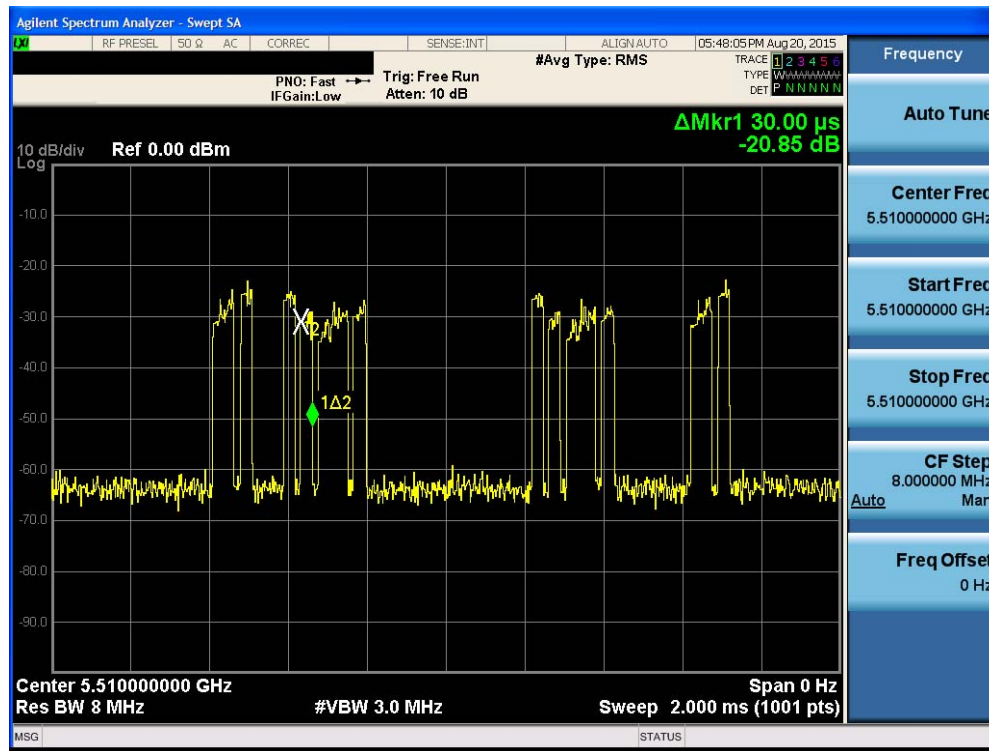 Agilent Spectrum Analyzer - Swept SA
LXI RF PRESEL 50 Ω AC CORREC SENSE:INT ALIGN AUTO 05:48:05 PM Aug 20, 2015
#Avg Type: RMS
TRACE 1 2 3 4 5 6
PNO: Fast
Trig: Free Run
TYPE WWWWWW
IFGain:Low
Atten: 10 dB
DET P N N N N N
ΔMkr1 30.00 µs
-20.85 dB
10 dB/div
Log
Ref 0.00 dBm
-10.0
-20.0
-30.0
-40.0
-50.0
-60.0
-70.0
-80.0
-90.0
2
1Δ2
Center 5.510000000 GHz
Span 0 Hz
Res BW 8 MHz
#VBW 3.0 MHz
Sweep 2.000 ms (1001 pts)
MSG
STATUS
Frequency
Auto Tune
Center Freq
5.510000000 GHz
Start Freq
5.510000000 GHz
Stop Freq
5.510000000 GHz
CF Step
8.000000 MHz
Auto Man
Freq Offset
0 Hz